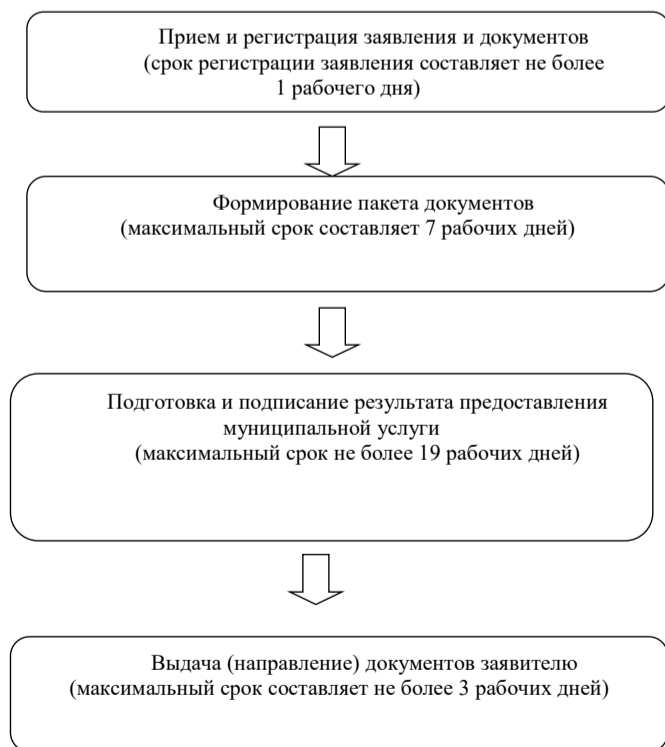 Прием и регистрация заявления и документов
(срок регистрации заявления составляет не более
1 рабочего дня)
Формирование пакета документов
(максимальный срок составляет 7 рабочих дней)
Подготовка и подписание результата предоставления
муниципальной услуги
(максимальный срок не более 19 рабочих дней)
Выдача (направление) документов заявителю
(максимальный срок составляет не более 3 рабочих дней)